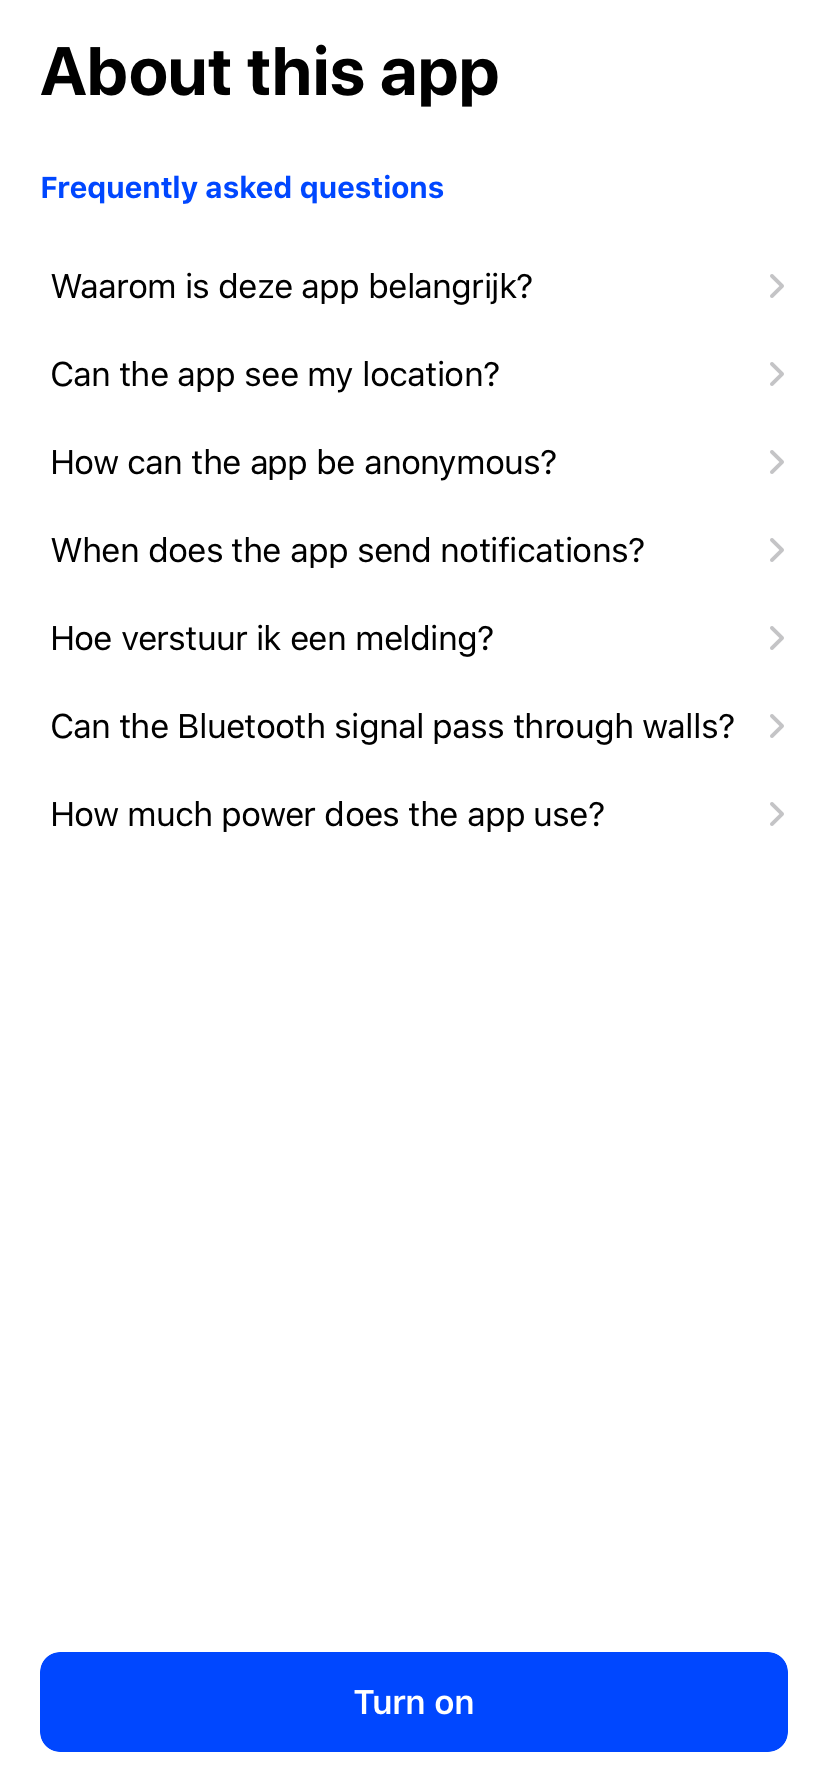 About this app
Frequently asked questions
Waarom is deze app belangrijk?
Can the app see my location?
How can the app be anonymous?
When does the app send notifications?
Hoe verstuur ik een melding?
Can the Bluetooth signal pass through walls?
How much power does the app use?
Turn on